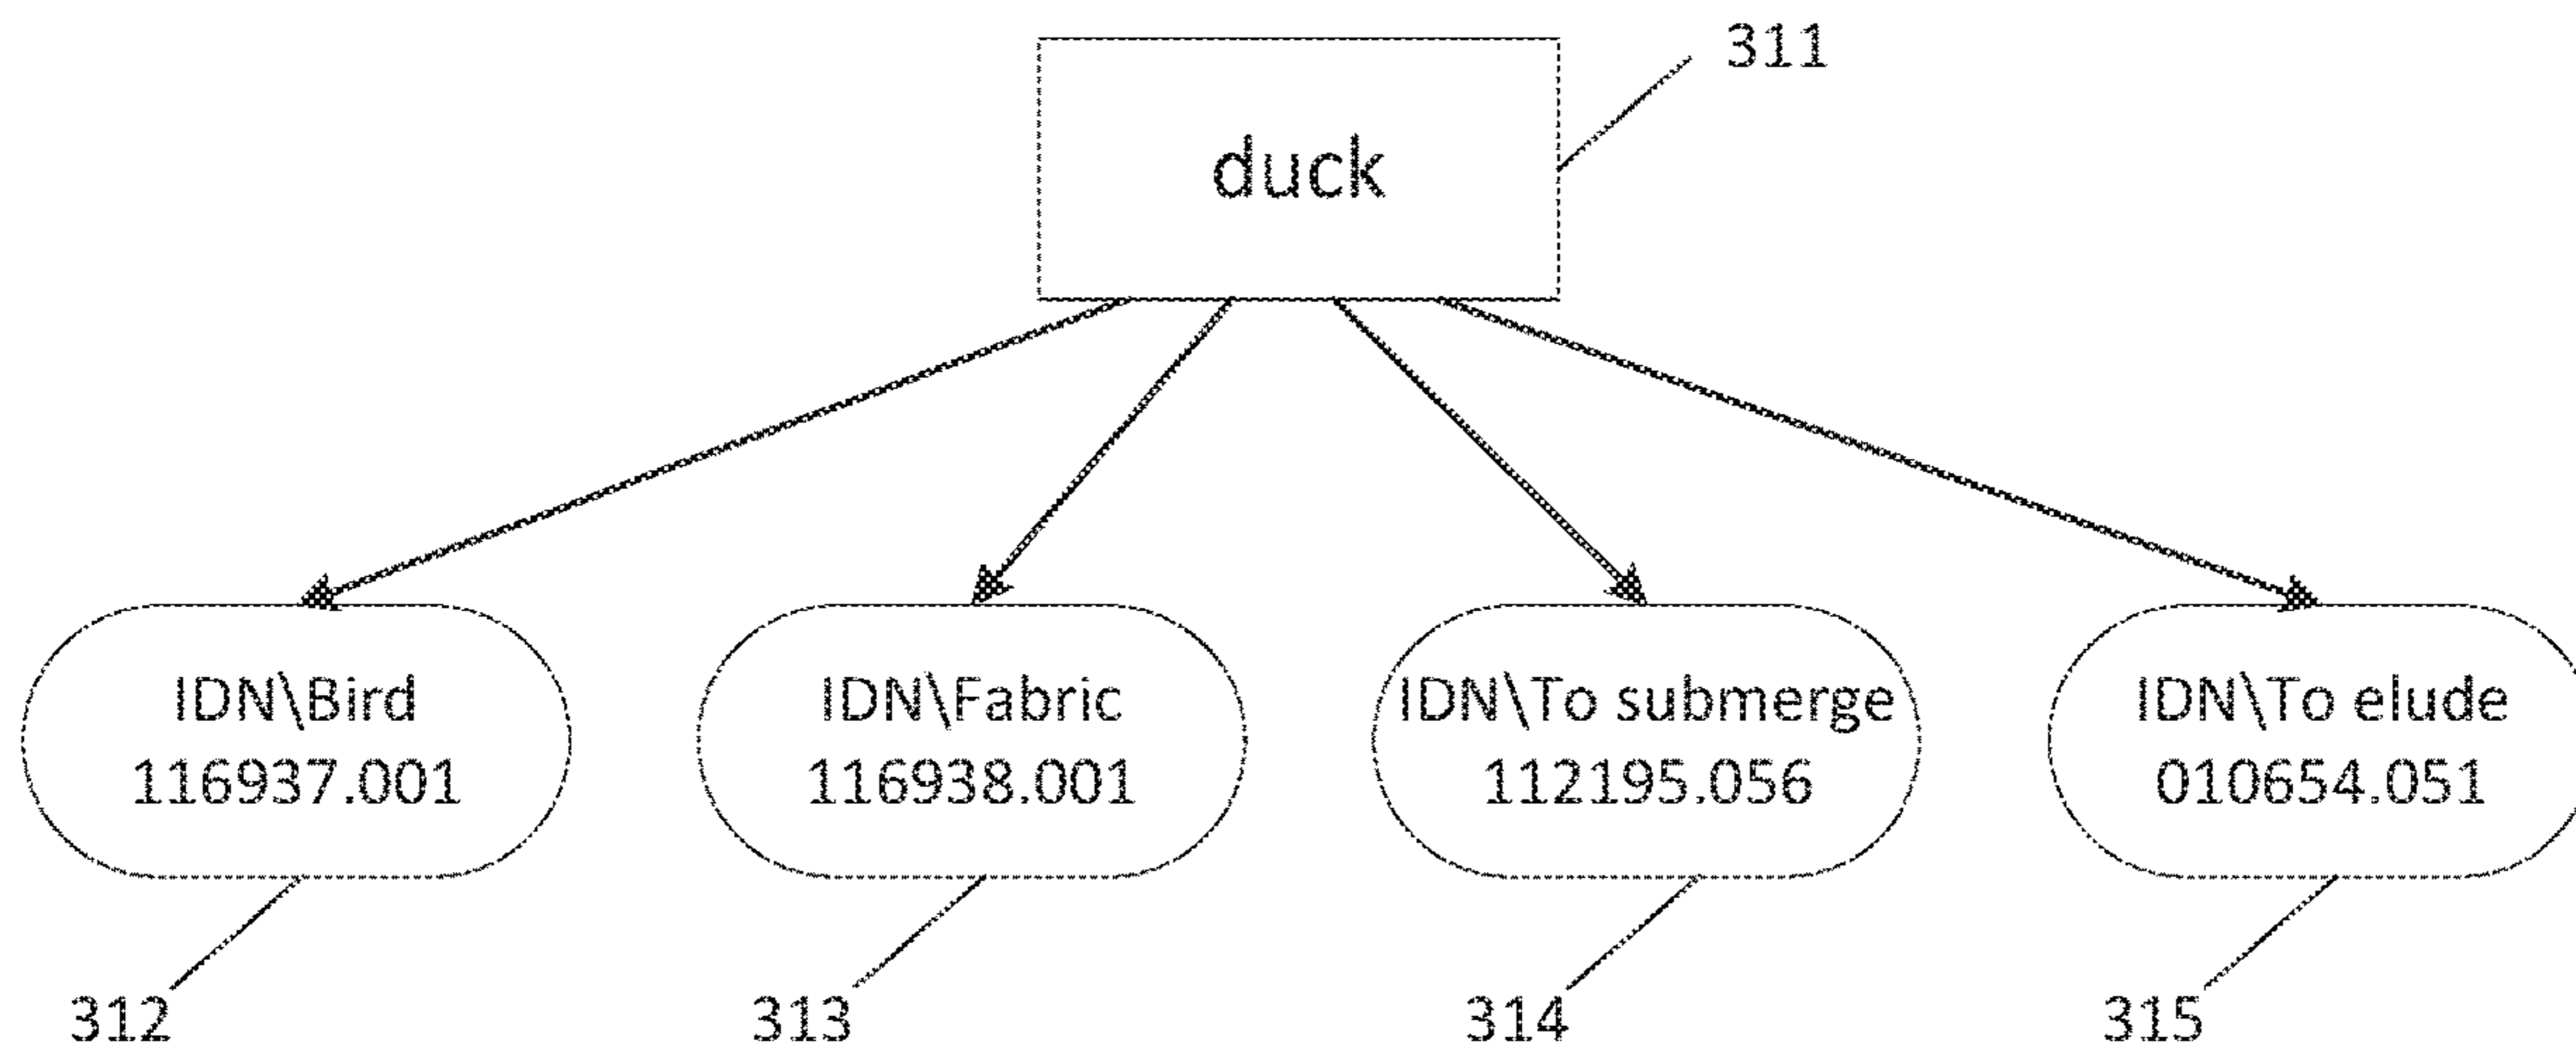 311
duck
IDN\Bird
116937.001
IDN\Fabric
116938.001
IDN\To submerge
112195.056
IDN\To elude
010654.051
312
313
314
315